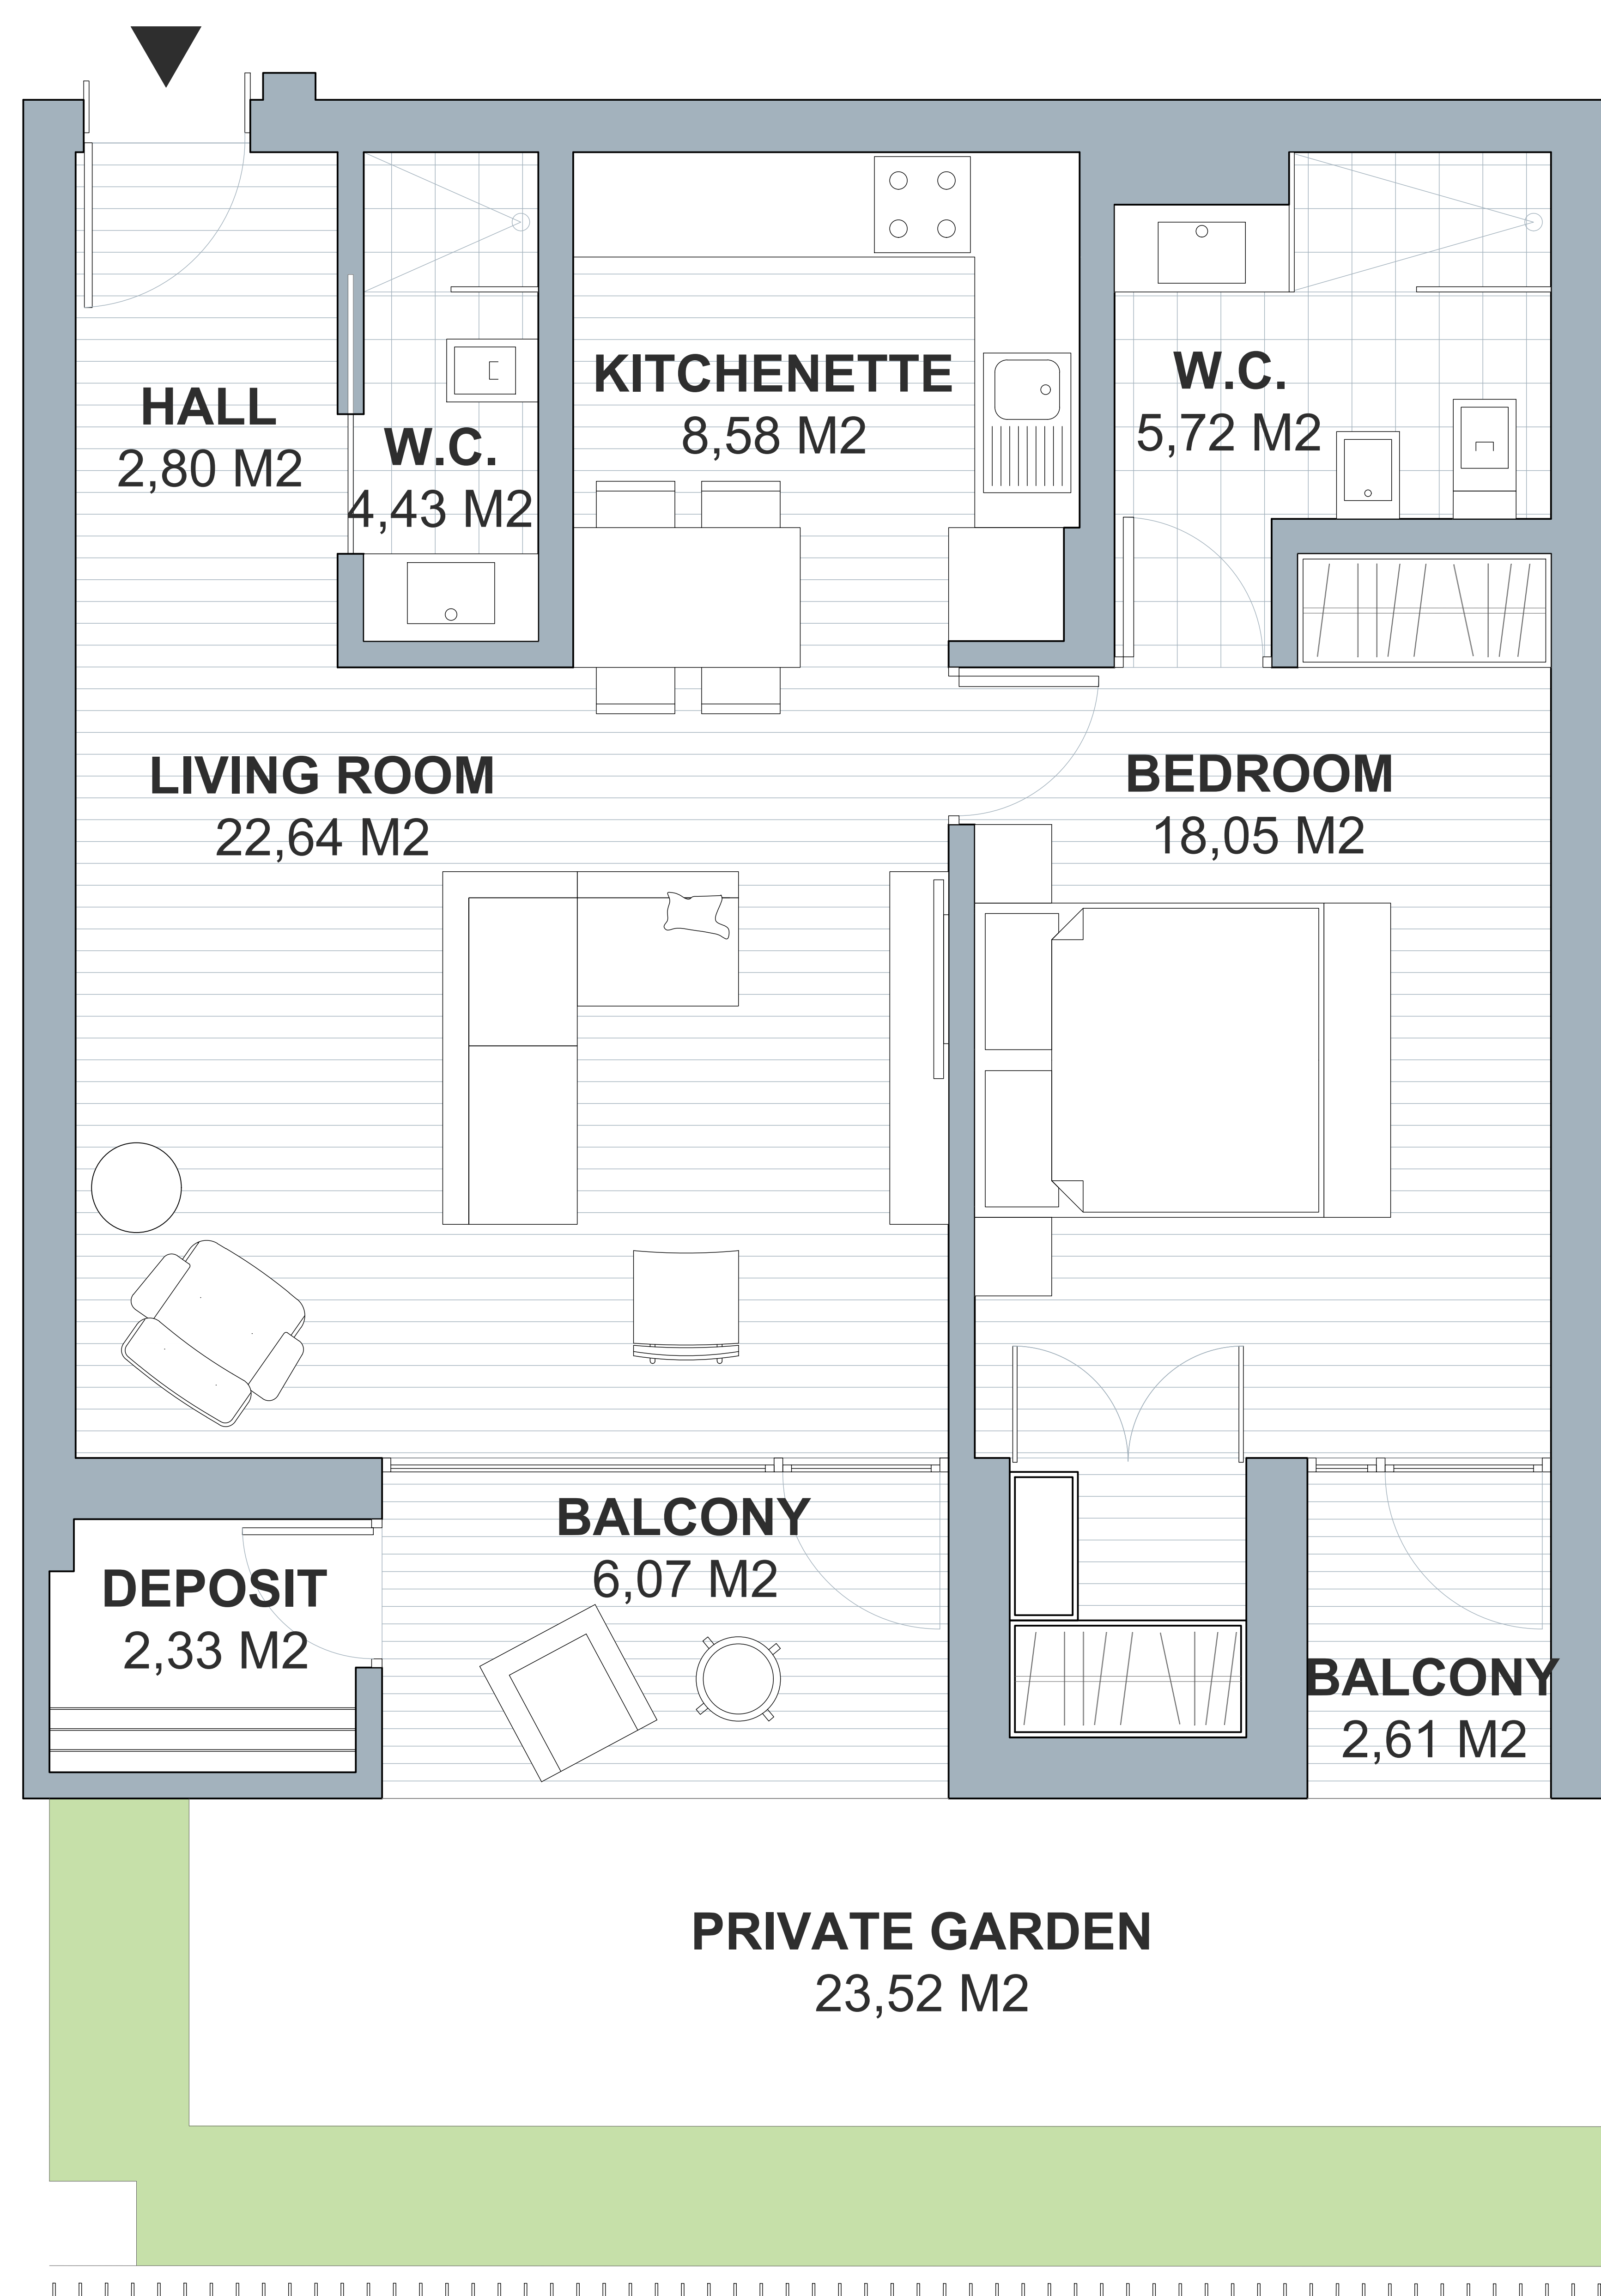 HALL
2,80 M2
W.C.
4,43 M2
KITCHENETTE
8,58 M2
W.C.
5,72 M2
LIVING ROOM
22,64 M2
BEDROOM
18,05 M2
DEPOSIT
2,33 M2
BALCONY
6,07 M2
BALCONY
2,61 M2
PRIVATE GARDEN
23,52 M2